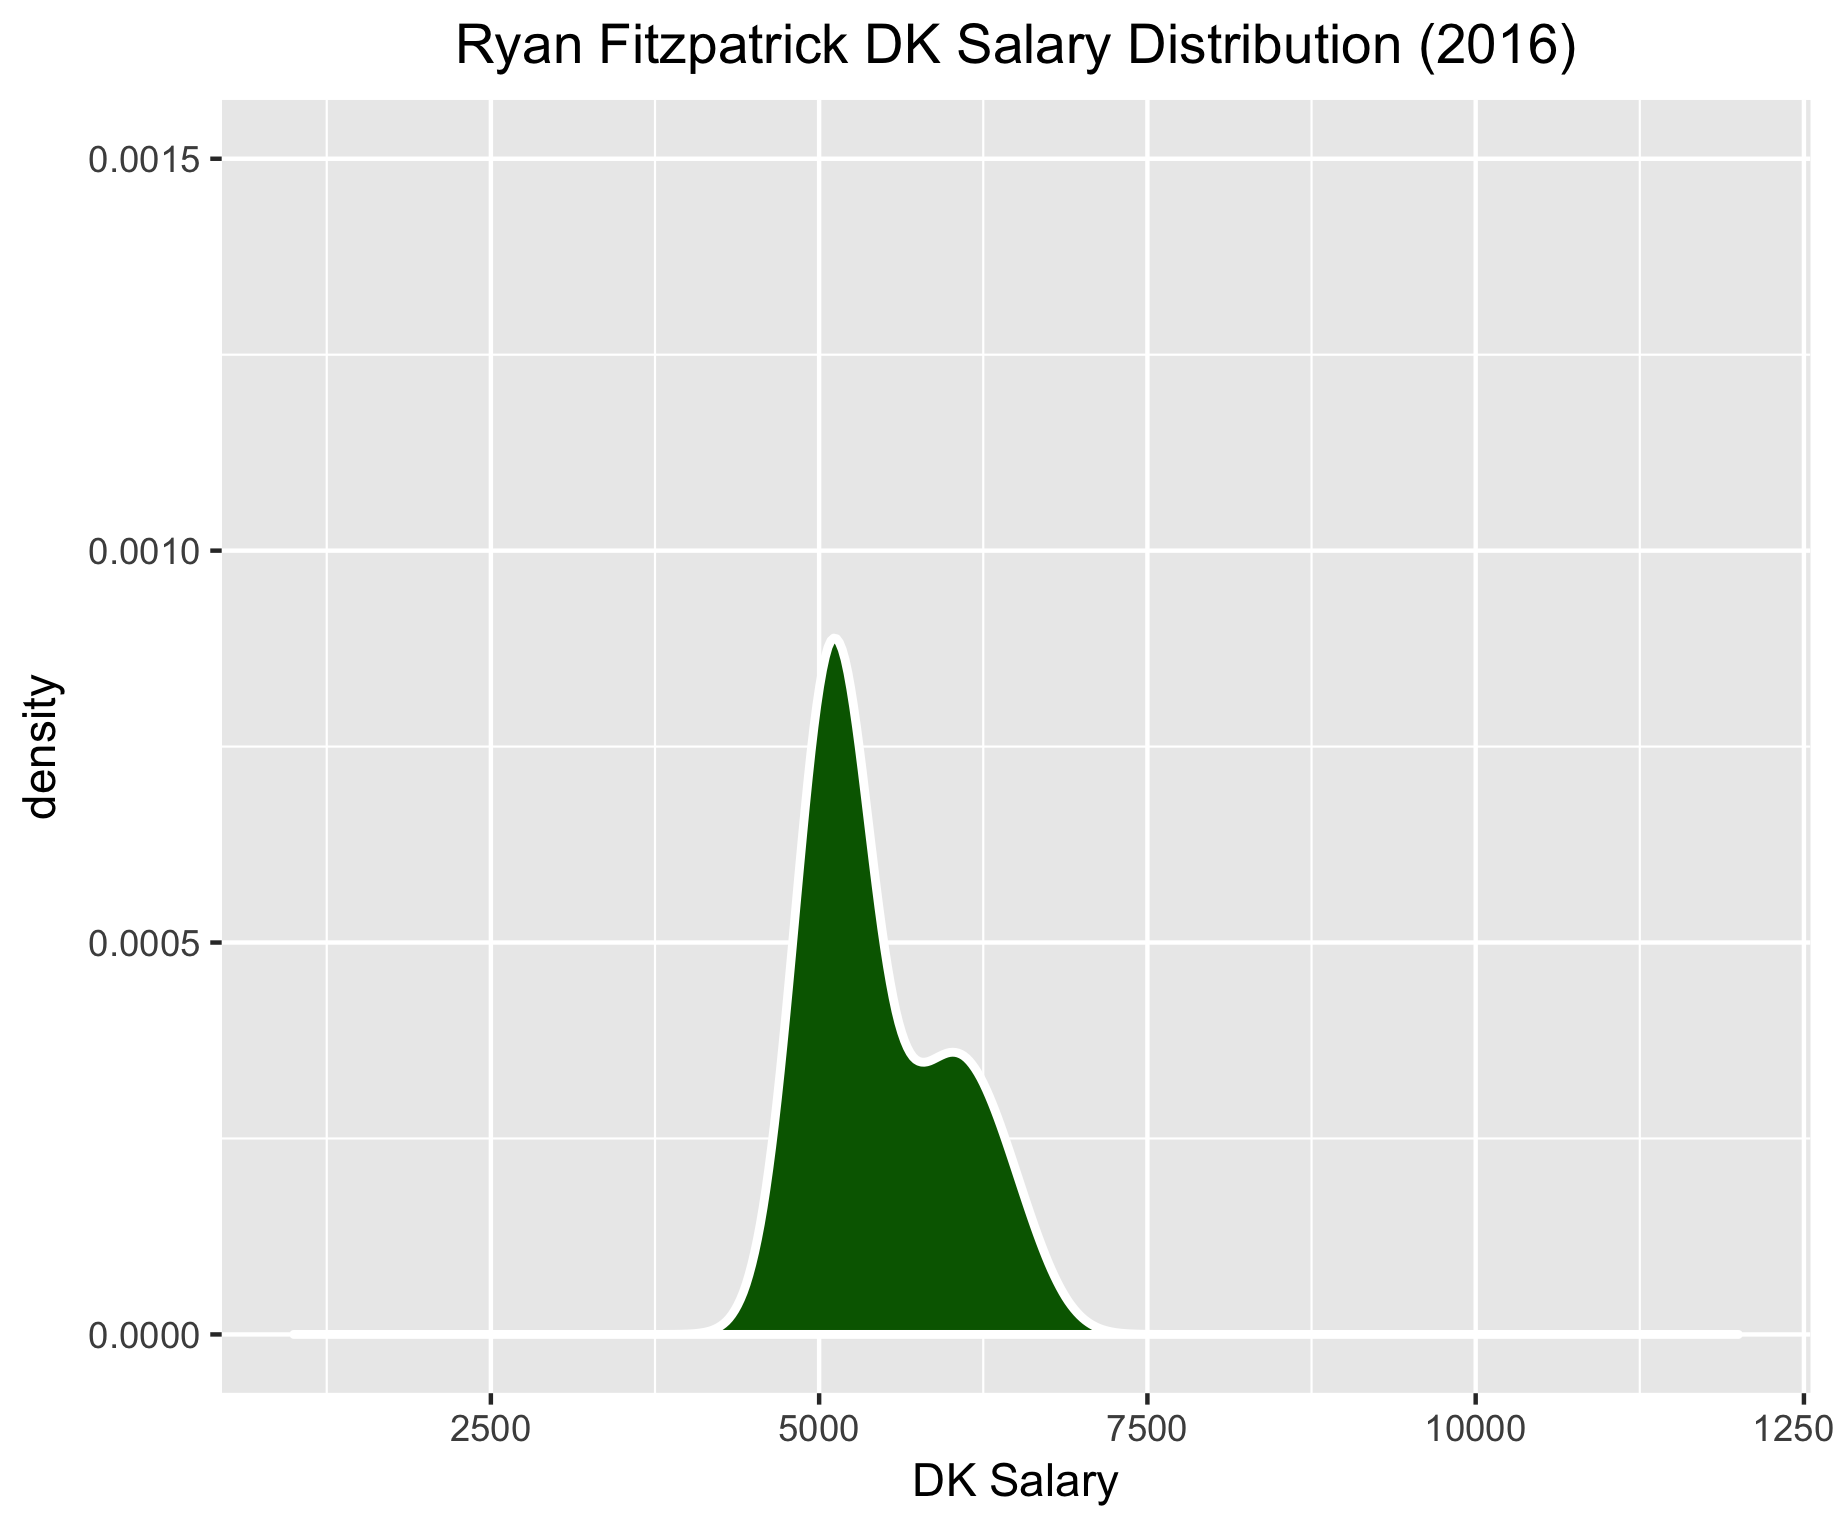 Ryan Fitzpatrick DK Salary Distribution (2016)
0.0015
0.0010
0.0005
0.0000
density
2500 5000 7500 10000 1250
DK Salary